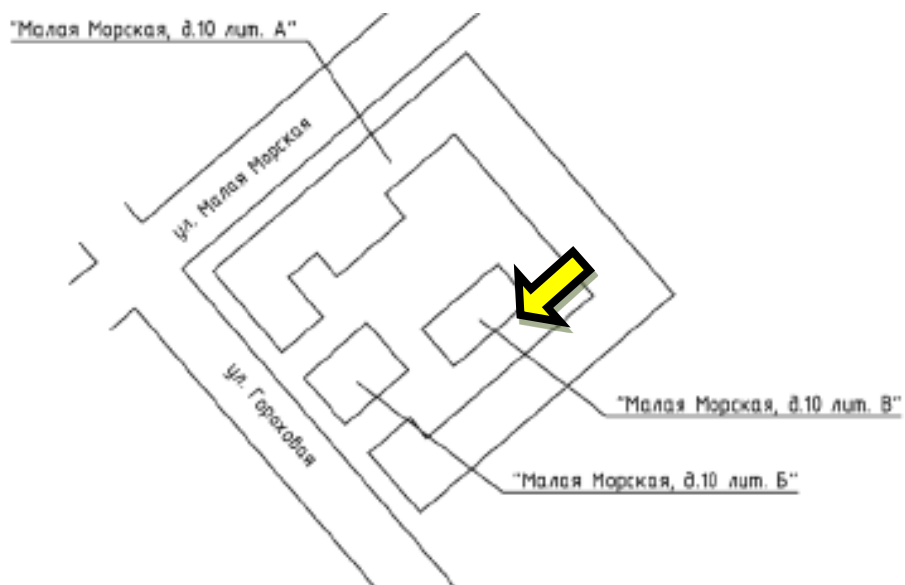 "Малая Морская, д.10 лит. А"
ул. Малая Морская
ул. Гороховая
"Малая Морская, д.10 лит. В"
"Малая Морская, д.10 лит. Б"